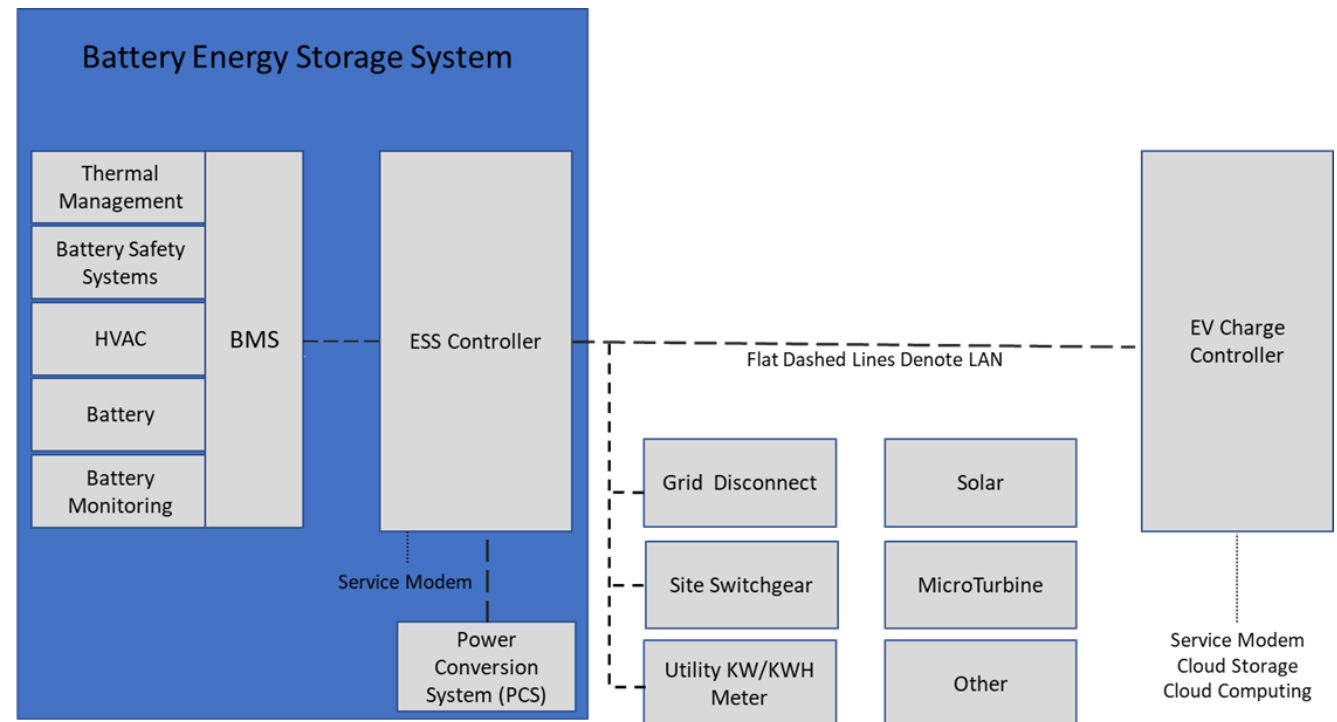 Battery Energy Storage System
Thermal
Management
Battery Safety
Systems
HVAC
Battery
Battery
Monitoring
BMS
ESS Controller
Service Modem
Power
Conversion
System (PCS)
Flat Dashed Lines Denote LAN
Grid Disconnect
Solar
Site Switchgear
MicroTurbine
Utility KW/KWH
Meter
Other
EV Charge
Controller
Service Modem
Cloud Storage
Cloud Computing